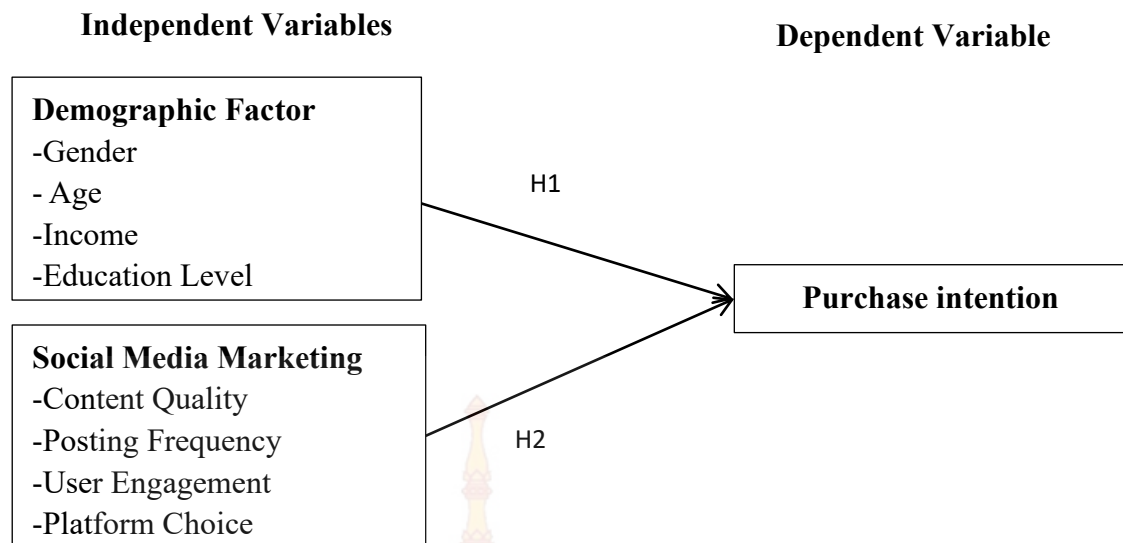 Independent Variables
Dependent Variable
Demographic Factor
-Gender
- Age
-Income
-Education Level
H1
Purchase intention
Social Media Marketing
-Content Quality
-Posting Frequency
-User Engagement
-Platform Choice
H2